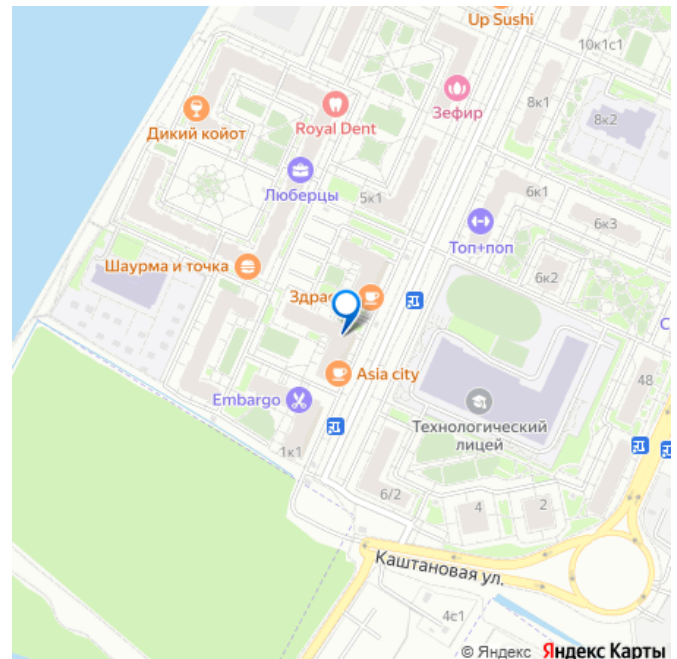 Up Sushi
10к1с1
Зефир
8к1
8к2
Royal Dent
Дикий койот
Люберцы
5к1
6к1
6к3
Топ+поп
6к2
Шаурма и точка
Здрас
С
Asia city
48
Embargo
Технологический
лицей
1к1
6/2
4
2
Каштановая ул.
4с1
© Яндекс Яндекс Карты